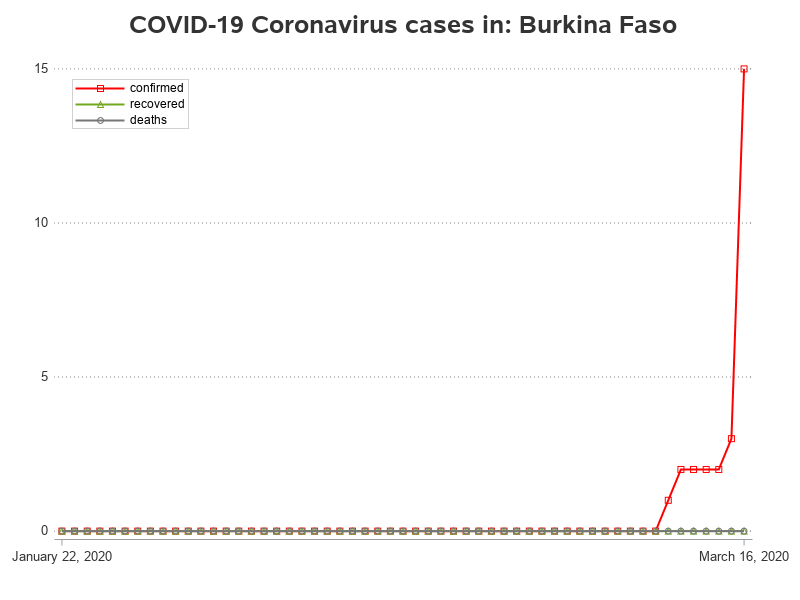 COVID-19 Coronavirus cases in: Burkina Faso
15
confirmed
recovered
deaths
10
5
0
January 22, 2020
March 16, 2020